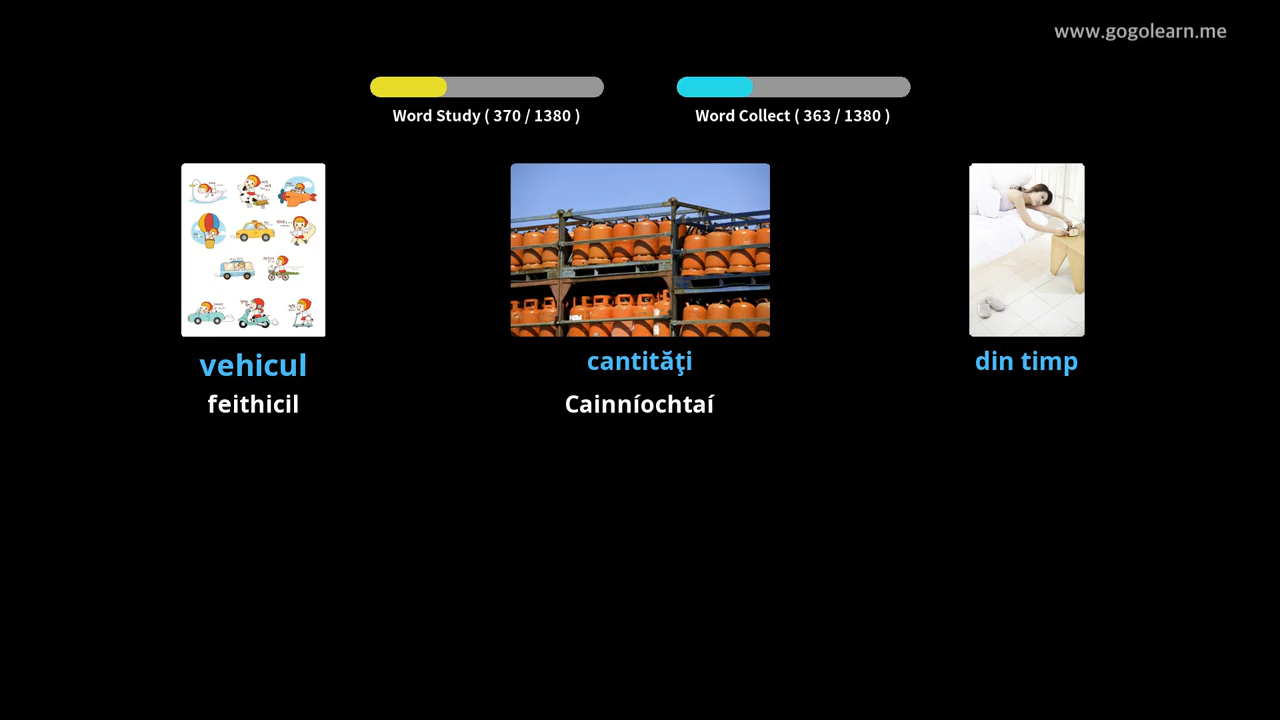 www.gogolearn.me
Word Study ( 370 / 1380 )
Word Collect ( 363 / 1380 )
vehicul
cantităţi
din timp
feithicil
Cainníochtaí